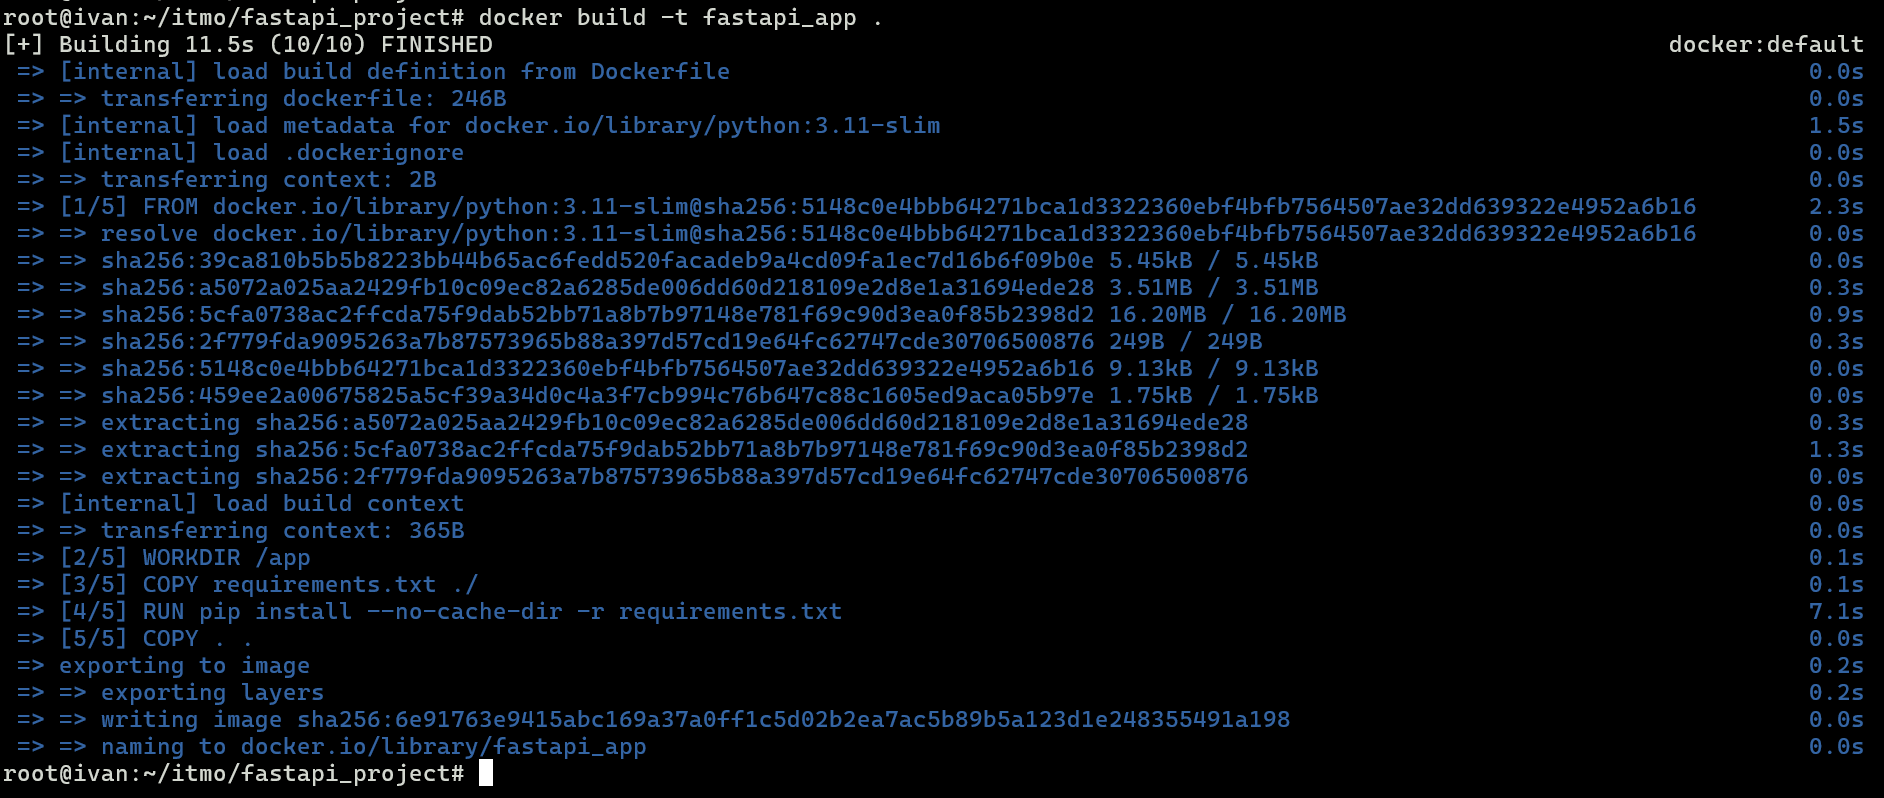 root@ivan:~/itmo/fastapi_project# docker build -t fastapi_app .
[+] Building 11.5s (10/10) FINISHED docker:default
=> [internal] load build definition from Dockerfile 0.0s
=> => transferring dockerfile: 246B 0.0s
=> [internal] load metadata for docker.io/library/python:3.11-slim 1.5s
=> [internal] load .dockerignore 0.0s
=> => transferring context: 2B 0.0s
=> [1/5] FROM docker.io/library/python:3.11-slim@sha256:5148c0e4bbb64271bca1d3322360ebf4bfb7564507ae32dd639322e4952a6b16 2.3s
=> => resolve docker.io/library/python:3.11-slim@sha256:5148c0e4bbb64271bca1d3322360ebf4bfb7564507ae32dd639322e4952a6b16 0.0s
=> => sha256:39ca810b5b5b8223bb44b65ac6fedd520facadeb9a4cd09fa1ec7d16b6f09b0e 5.45kB / 5.45kB 0.0s
=> => sha256:a5072a025aa2429fb10c09ec82a6285de006dd60d218109e2d8e1a31694ede28 3.51MB / 3.51MB 0.3s
=> => sha256:5cfa0738ac2ffcda75f9dab52bb71a8b7b97148e781f69c90d3ea0f85b2398d2 16.20MB / 16.20MB 0.9s
=> => sha256:2f779fda9095263a7b87573965b88a397d57cd19e64fc62747cde30706500876 249B / 249B 0.3s
=> => sha256:5148c0e4bbb64271bca1d3322360ebf4bfb7564507ae32dd639322e4952a6b16 9.13kB / 9.13kB 0.0s
=> => sha256:459ee2a00675825a5cf39a34d0c4a3f7cb994c76b647c88c1605ed9aca05b97e 1.75kB / 1.75kB 0.0s
=> => extracting sha256:a5072a025aa2429fb10c09ec82a6285de006dd60d218109e2d8e1a31694ede28 0.3s
=> => extracting sha256:5cfa0738ac2ffcda75f9dab52bb71a8b7b97148e781f69c90d3ea0f85b2398d2 1.3s
=> => extracting sha256:2f779fda9095263a7b87573965b88a397d57cd19e64fc62747cde30706500876 0.0s
=> [internal] load build context 0.0s
=> => transferring context: 365B 0.0s
=> [2/5] WORKDIR /app 0.1s
=> [3/5] COPY requirements.txt ./ 0.1s
=> [4/5] RUN pip install --no-cache-dir -r requirements.txt 7.1s
=> [5/5] COPY . . 0.0s
=> exporting to image 0.2s
=> => exporting layers 0.2s
=> => writing image sha256:6e91763e9415abc169a37a0ff1c5d02b2ea7ac5b89b5a123d1e248355491a198 0.0s
=> => naming to docker.io/library/fastapi_app 0.0s
root@ivan:~/itmo/fastapi_project#